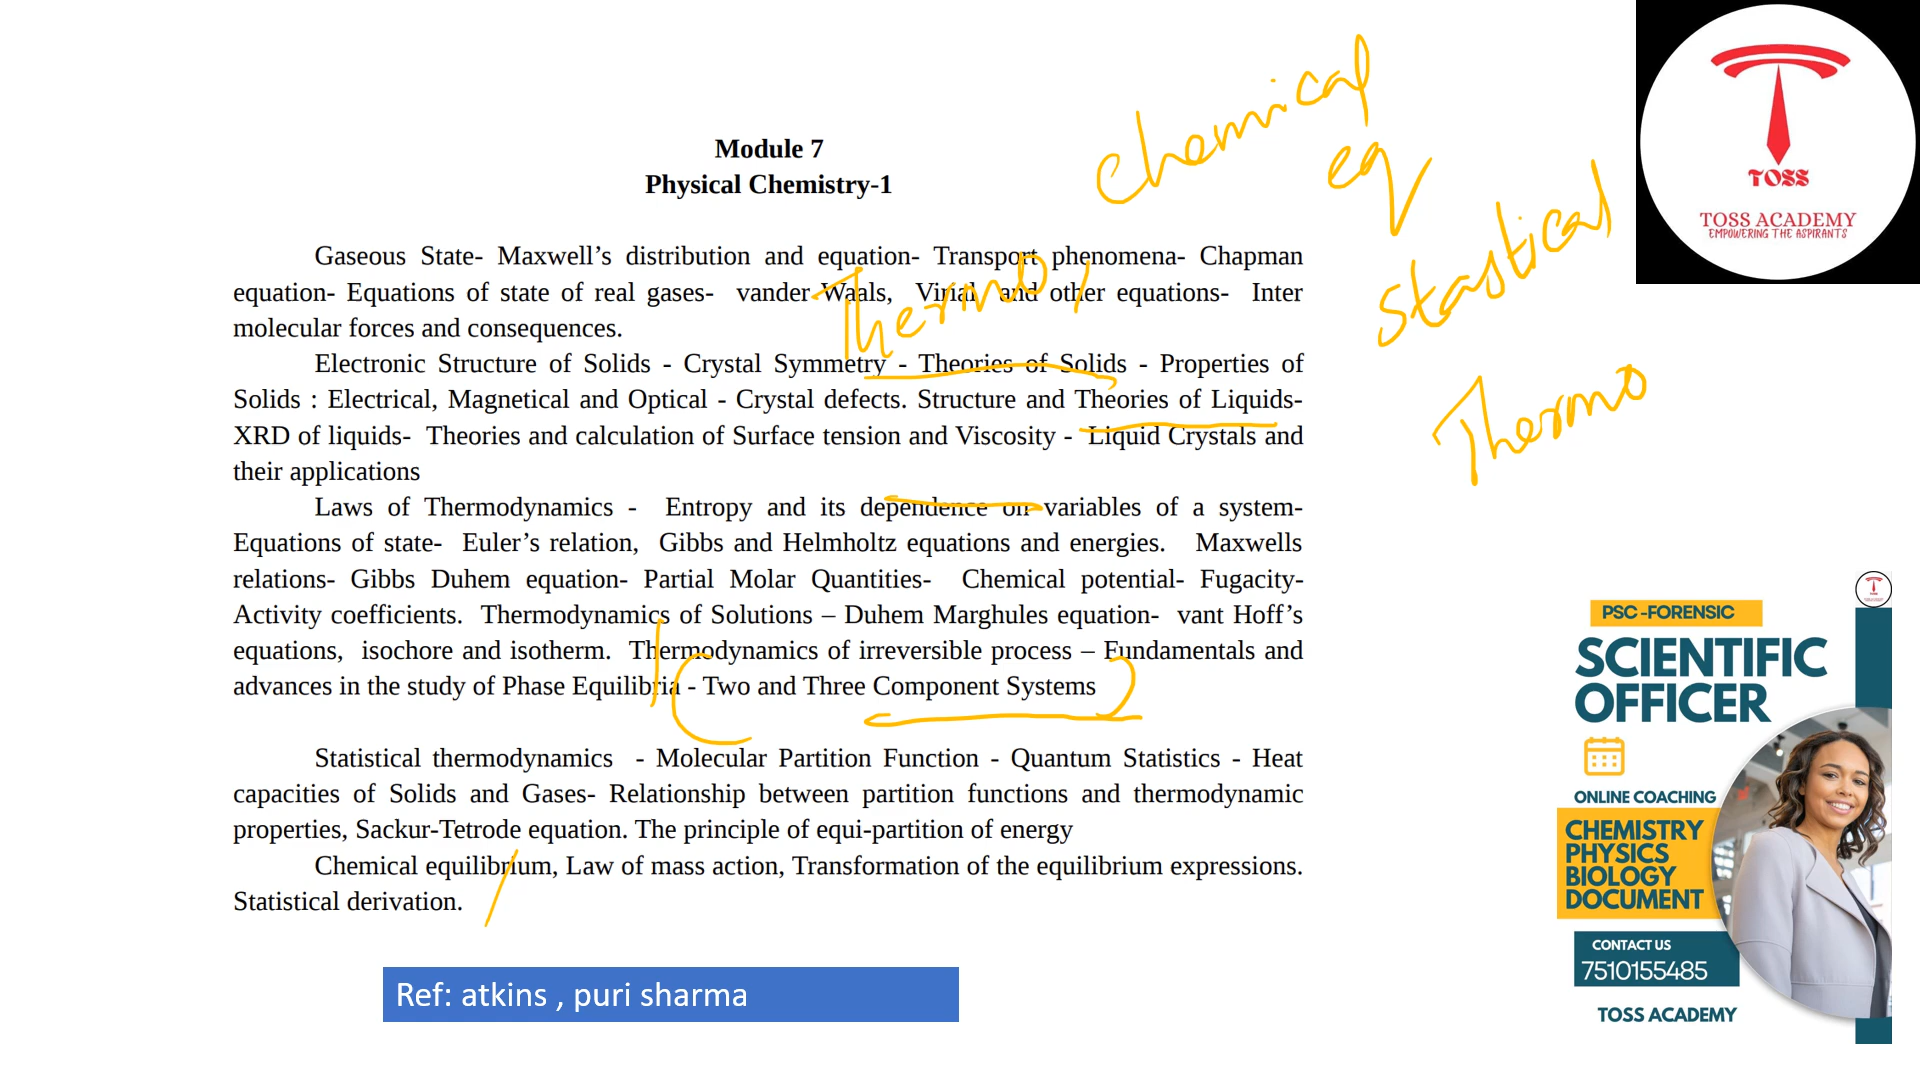 Module 7
Physical Chemistry-1
Gaseous State- Maxwell’s distribution and equation- Transport phenomena- Chapman
equation- Equations of state of real gases- vander Waals, Virial and other equations- Inter
molecular forces and consequences.
Electronic Structure of Solids - Crystal Symmetry - Theories of Solids - Properties of
Solids : Electrical, Magnetical and Optical - Crystal defects. Structure and Theories of Liquids-
XRD of liquids- Theories and calculation of Surface tension and Viscosity - Liquid Crystals and
their applications
Laws of Thermodynamics - Entropy and its dependence on variables of a system-
Equations of state- Euler’s relation, Gibbs and Helmholtz equations and energies. Maxwells
relations- Gibbs Duhem equation- Partial Molar Quantities- Chemical potential- Fugacity-
Activity coefficients. Thermodynamics of Solutions – Duhem Marghules equation- vant Hoff’s
equations, isochore and isotherm. Thermodynamics of irreversible process – Fundamentals and
advances in the study of Phase Equilibria - Two and Three Component Systems
Statistical thermodynamics - Molecular Partition Function - Quantum Statistics - Heat
capacities of Solids and Gases- Relationship between partition functions and thermodynamic
properties, Sackur-Tetrode equation. The principle of equi-partition of energy
Chemical equilibrium, Law of mass action, Transformation of the equilibrium expressions.
Statistical derivation.
Ref: atkins , puri sharma
Thermo,
Chemical
eq
Stastical
Thermo
TOSS
TOSS ACADEMY
EMPOWERING THE ASPIRANTS
PSC -FORENSIC
SCIENTIFIC
OFFICER
ONLINE COACHING
CHEMISTRY
PHYSICS
BIOLOGY
DOCUMENT
CONTACT US
7510155485
TOSS ACADEMY